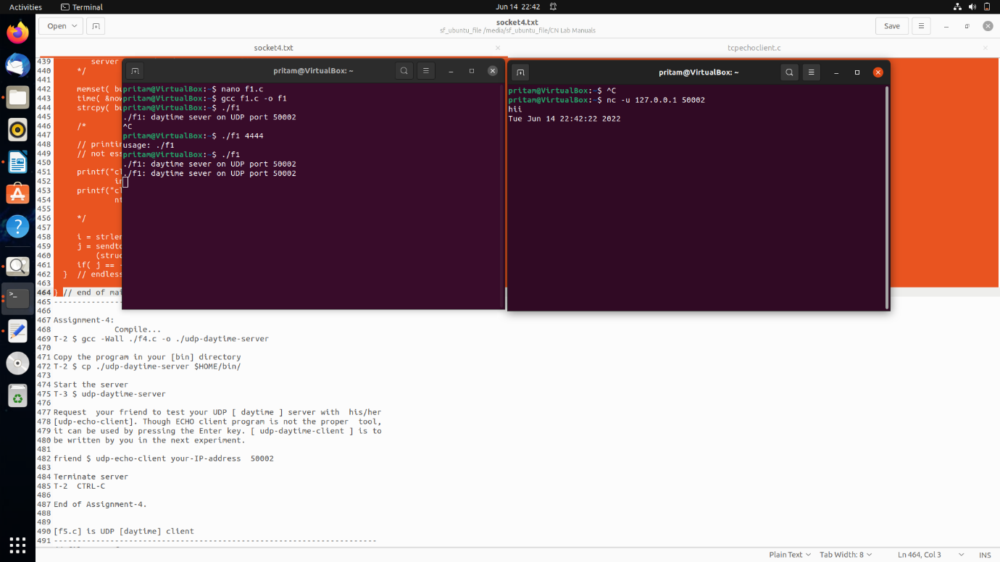 Activities
Terminal
Jun 14 22:42
Open
socket4.txt
sf_ubuntu_file /media/sf_ubuntu_file/CN Lab Manuals
Save
socket4.txt
tcpechoclient.c
439 server
440 */
441
442 memset( bu
443 time( &now
444 strcpy( bu
445
446 /*
447
448 // printin
449 // not ess
450
451 printf("cl
452 in
453 printf("cl
454 nt
455
456 */
457
458 i = strlen
459 j = sendto
460 (struc
461 if( j == -
462 } // endless
463
464 } // end of mai
465 ---------------
466
467 Assignment-4:
468 Compile...
469 T-2 $ gcc -Wall ./f4.c -o ./udp-daytime-server
470
471 Copy the program in your [bin] directory
472 T-2 $ cp ./udp-daytime-server $HOME/bin/
473
474 Start the server
475 T-3 $ udp-daytime-server
476
477 Request  your friend to test your UDP [ daytime ] server with  his/her
478 [udp-echo-client]. Though ECHO client program is not the proper  tool,
479 it can be used by pressing the Enter key. [ udp-daytime-client ] is to
480 be written by you in the next experiment.
481
482 friend $ udp-echo-client your-IP-address  50002
483
484 Terminate server
485 T-2  CTRL-C
486
487 End of Assignment-4.
488
489
490 [f5.c] is UDP [daytime] client
491 ---------------------------------------------------------------------
pritam@VirtualBox: ~
pritam@VirtualBox:~$ nano f1.c
pritam@VirtualBox:~$ gcc f1.c -o f1
pritam@VirtualBox:~$ ./f1
./f1: daytime sever on UDP port 50002
^C
pritam@VirtualBox:~$ ./f1 4444
usage: ./f1
pritam@VirtualBox:~$ ./f1
./f1: daytime sever on UDP port 50002
./f1: daytime sever on UDP port 50002
pritam@VirtualBox: ~
pritam@VirtualBox:~$ ^C
pritam@VirtualBox:~$ nc -u 127.0.0.1 50002
hii
Tue Jun 14 22:42:22 2022
Plain Text
Tab Width: 8
Ln 464, Col 3
INS